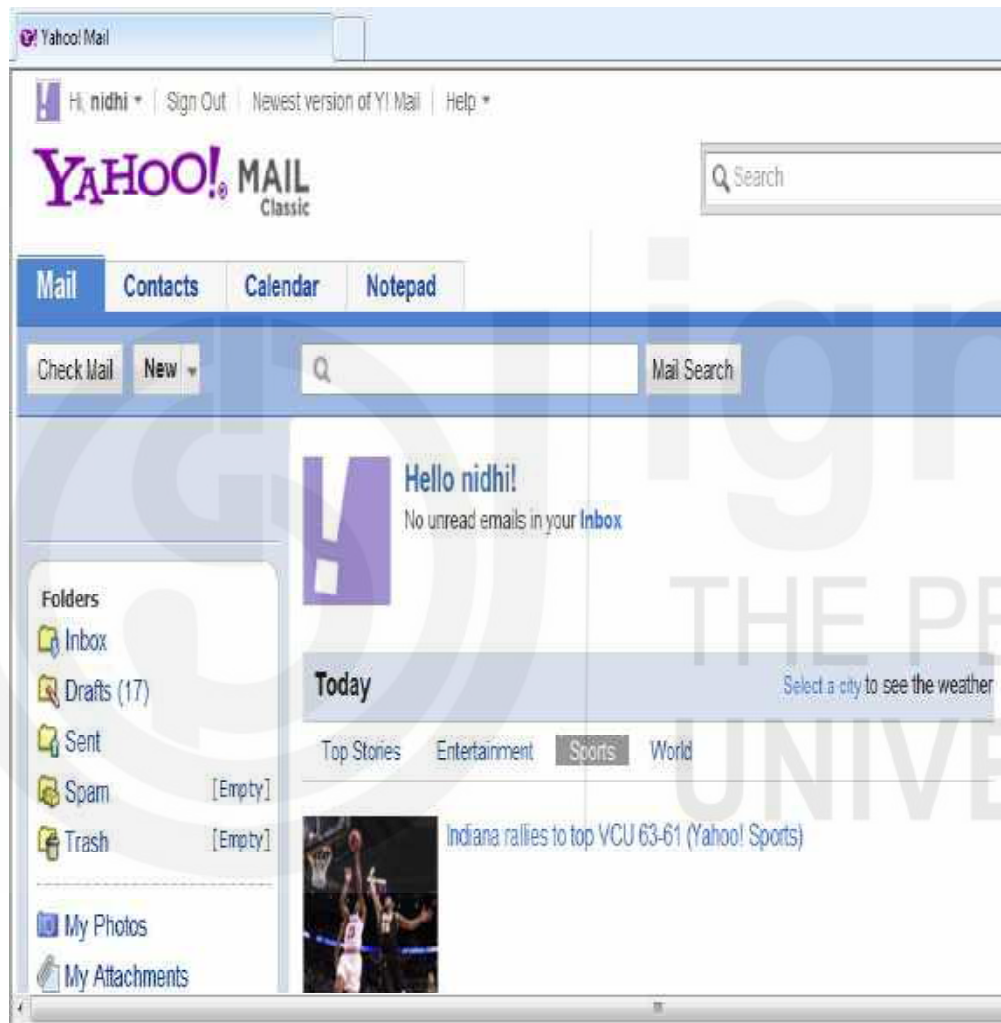 Yahoo! Mail
Hi, nidhi | Sign Out | Newest version of Y! Mail | Help
YAHOO!® MAIL
Classic
Search
Mail Contacts Calendar Notepad
Check Mail New Mail Search
Hello nidhi!
No unread emails in your Inbox
Folders
Inbox
Drafts (17)
Sent
Spam [Empty]
Trash [Empty]
My Photos
My Attachments
Today Select a city to see the weather
Top Stories Entertainment Sports World
Indiana rallies to top VCU 63-61 (Yahoo! Sports)
ign
THE PE
UNIVE